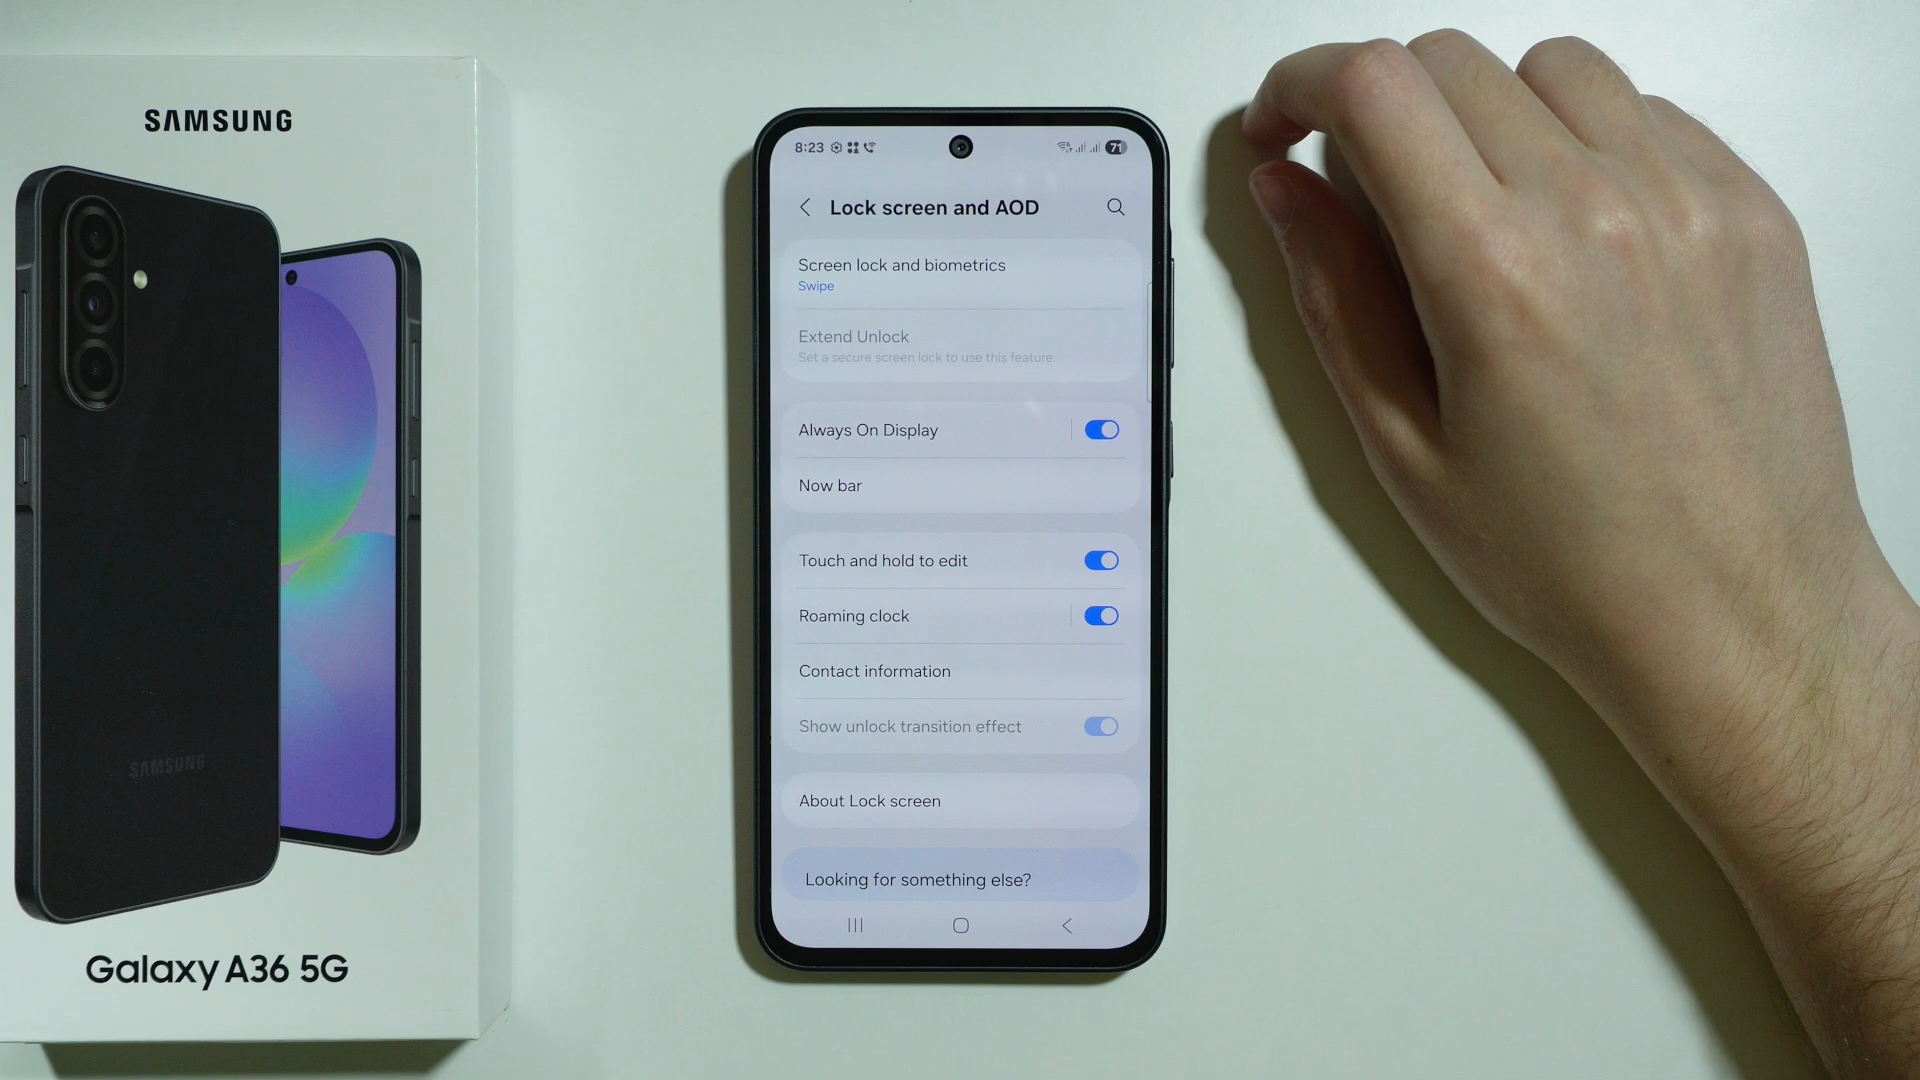 SAMSUNG
SAMSUNG
Galaxy A36 5G
8:23
71
Lock screen and AOD
Screen lock and biometrics
Swipe
Extend Unlock
Set a secure screen lock to use this feature.
Always On Display
Now bar
Touch and hold to edit
Roaming clock
Contact information
Show unlock transition effect
About Lock screen
Looking for something else?